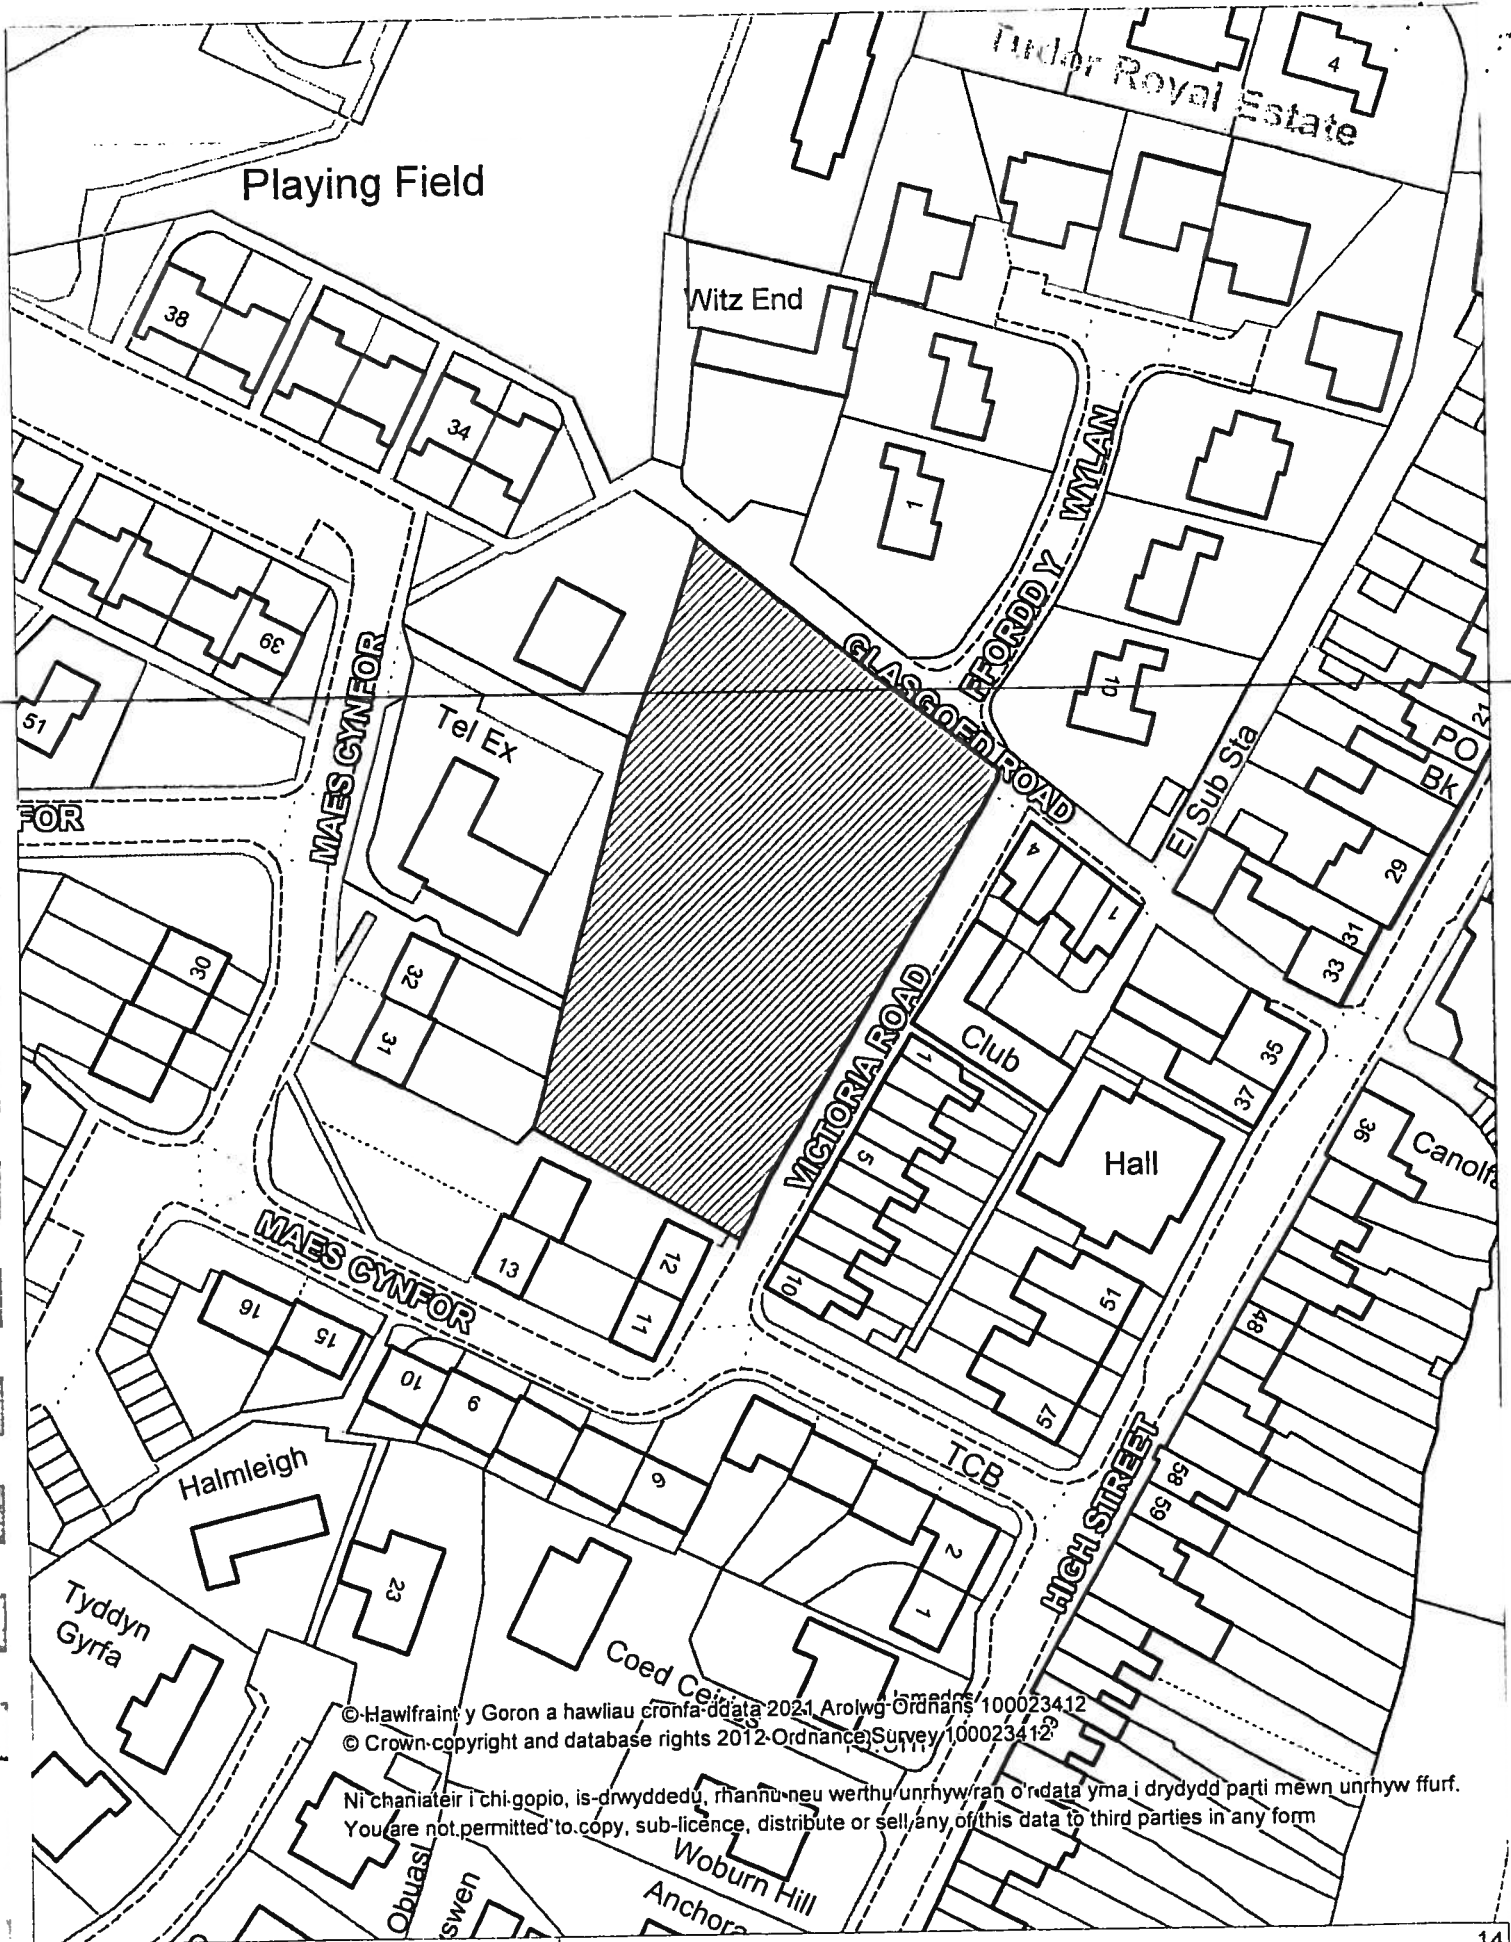 Tudor Royal Estate
4
Playing Field
Witz End
38
34
1
FFORDD Y WYLAN
39
51
MAES CYNFOR
Tel Ex
GLASGOED ROAD
10
El Sub Sta
21
PO
Bk
FOR
4
1
29
31
33
30
32
31
VICTORIA ROAD
Club
1
35
37
5
Hall
36
MAES CYNFOR
13
12
11
10
51
48
16
15
10
9
6
57
TCB
58
59
HIGH STREET
Halmleigh
23
2
1
Tyddyn
Gyrfa
Coed
© Hawlfraint y Goron a hawliau cronfa ddata 2021 Arolwg Ordnans 100023412
© Crown copyright and database rights 2012 Ordnance Survey 100023412
Ni chaniateir i chi gopio, is-drwyddedu, rhannu neu werthu unrhyw ran o'r data yma i drydydd parti mewn unrhyw ffurf.
You are not permitted to copy, sub-licence, distribute or sell any of this data to third parties in any form
Woburn Hill
Obuasi
swen
14